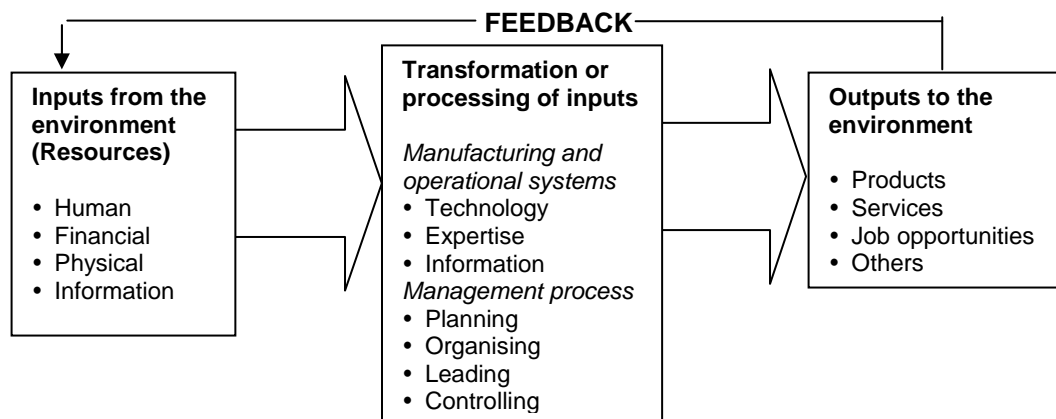 FEEDBACK
Inputs from the
environment
(Resources)
• Human
• Financial
• Physical
• Information
Transformation or
processing of inputs
Manufacturing and
operational systems
• Technology
• Expertise
• Information
Management process
• Planning
• Organising
• Leading
• Controlling
Outputs to the
environment
• Products
• Services
• Job opportunities
• Others